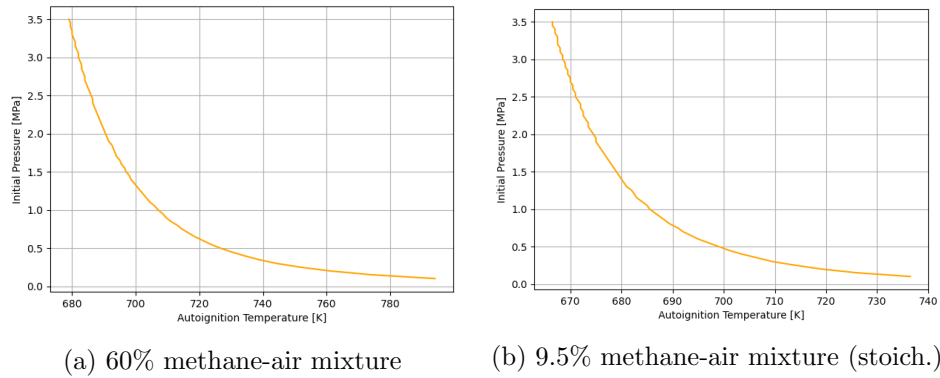 3.5
3.0
2.5
2.0
1.5
1.0
0.5
0.0
Initial Pressure [MPa]
680 700 720 740 760 780
Autoignition Temperature [K]
(a) 60% methane-air mixture
3.5
3.0
2.5
2.0
1.5
1.0
0.5
0.0
Initial Pressure [MPa]
670 680 690 700 710 720 730 740
Autoignition Temperature [K]
(b) 9.5% methane-air mixture (stoich.)